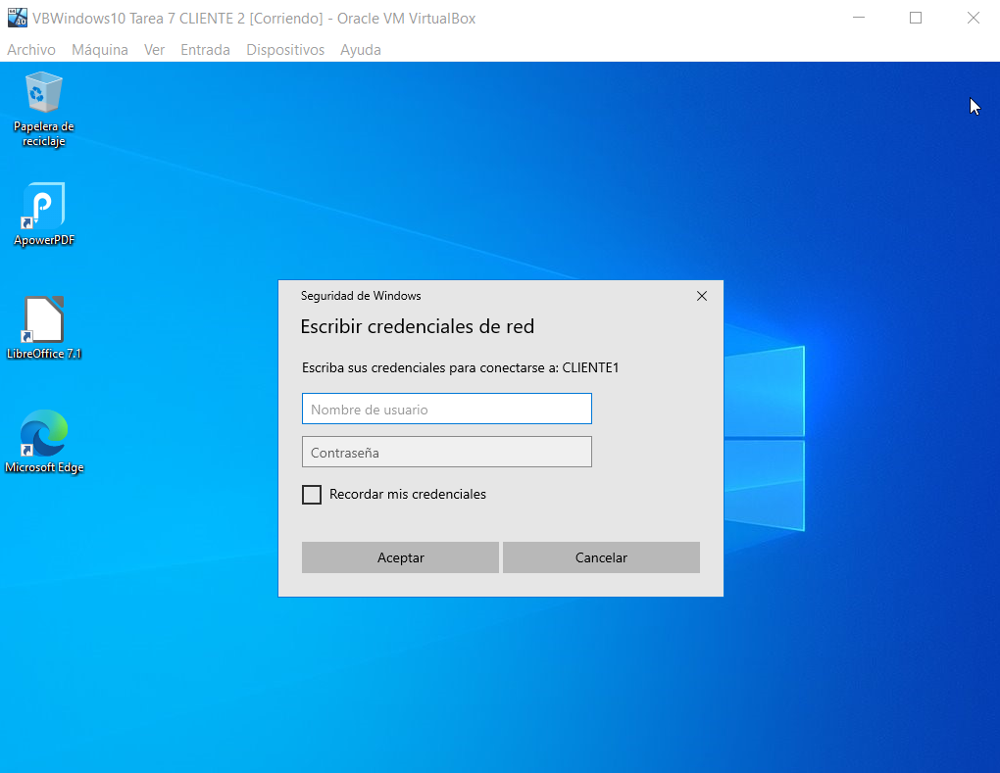 VBWindows10 Tarea 7 CLIENTE 2 [Corriendo] - Oracle VM VirtualBox
Archivo Máquina Ver Entrada Dispositivos Ayuda
Papelera de
reciclaje
ApowerPDF
LibreOffice 7.1
Microsoft Edge
Seguridad de Windows
Escribir credenciales de red
Escriba sus credenciales para conectarse a: CLIENTE1
Nombre de usuario
Contraseña
Recordar mis credenciales
Aceptar Cancelar